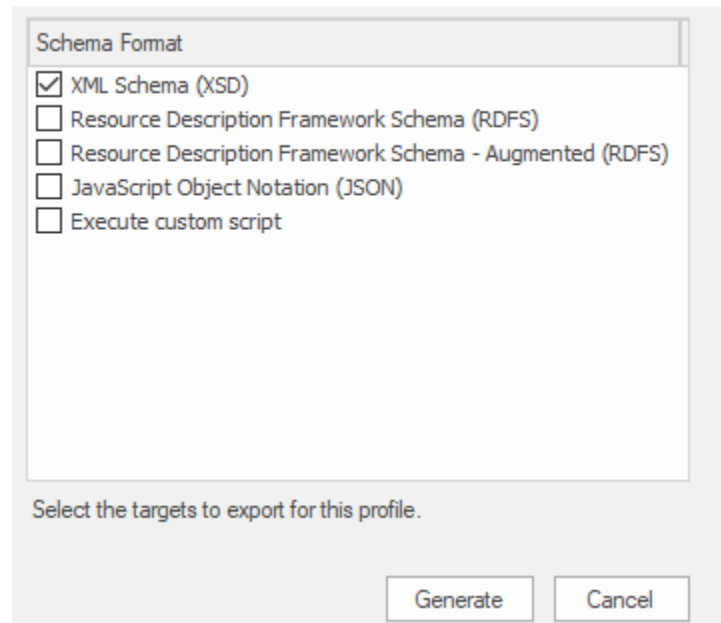 Schema Format
XML Schema (XSD)
Resource Description Framework Schema (RDFS)
Resource Description Framework Schema - Augmented (RDFS)
JavaScript Object Notation (JSON)
Execute custom script
Select the targets to export for this profile.
Generate Cancel